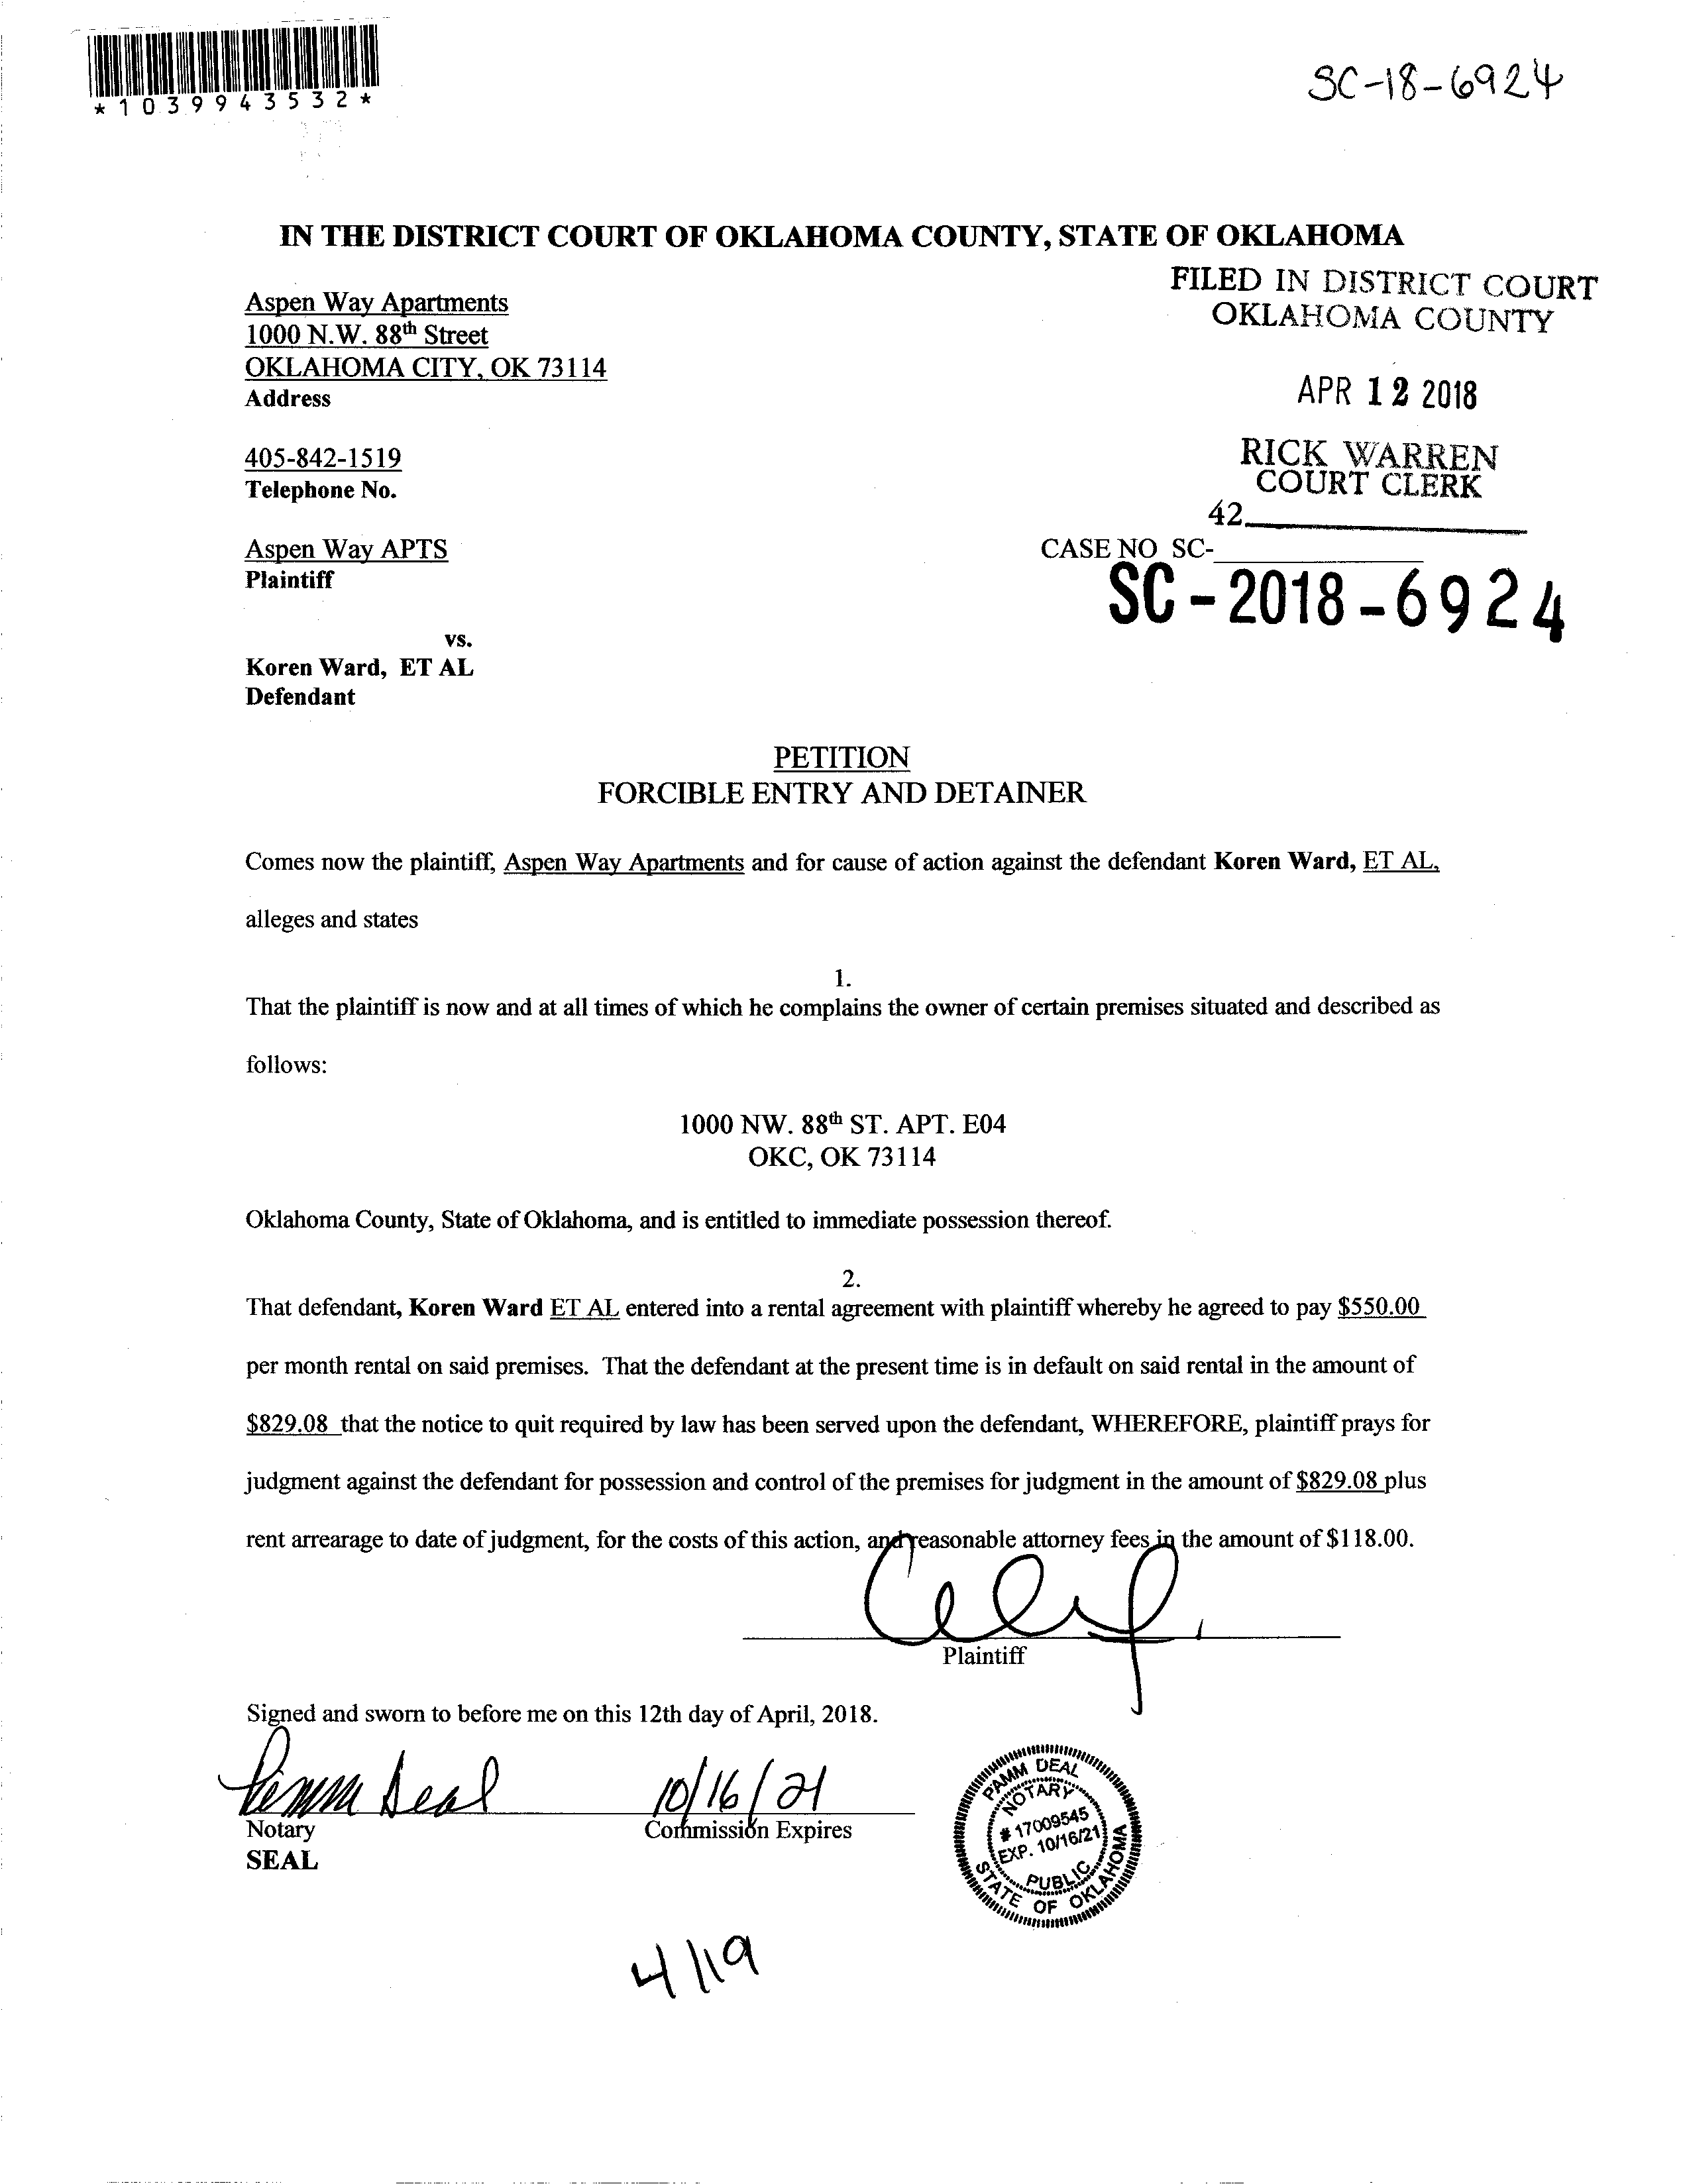 *1039943532*
SC-18-6924
IN THE DISTRICT COURT OF OKLAHOMA COUNTY, STATE OF OKLAHOMA
FILED IN DISTRICT COURT
OKLAHOMA COUNTY
Aspen Way Apartments
1000 N.W. 88th Street
OKLAHOMA CITY, OK 73114
Address
APR 12 2018
405-842-1519
Telephone No.
RICK WARREN
COURT CLERK
42
Aspen Way APTS
Plaintiff
CASE NO SC-
SC-2018-6924
vs.
Koren Ward, ET AL
Defendant
PETITION
FORCIBLE ENTRY AND DETAINER
Comes now the plaintiff, Aspen Way Apartments and for cause of action against the defendant Koren Ward, ET AL,
alleges and states
1.
That the plaintiff is now and at all times of which he complains the owner of certain premises situated and described as
follows:
1000 NW. 88th ST. APT. E04
OKC, OK 73114
Oklahoma County, State of Oklahoma, and is entitled to immediate possession thereof.
2.
That defendant, Koren Ward ET AL entered into a rental agreement with plaintiff whereby he agreed to pay $550.00
per month rental on said premises. That the defendant at the present time is in default on said rental in the amount of
$829.08 that the notice to quit required by law has been served upon the defendant, WHEREFORE, plaintiff prays for
judgment against the defendant for possession and control of the premises for judgment in the amount of $829.08 plus
rent arrearage to date of judgment, for the costs of this action, and reasonable attorney fees in the amount of $118.00.
Plaintiff
Signed and sworn to before me on this 12th day of April, 2018.
Pamm Deal 10/16/21
Notary Commission Expires
SEAL
PAMM DEAL
NOTARY
# 17009545
EXP. 10/16/21
PUBLIC
STATE OF OKLAHOMA
4/19